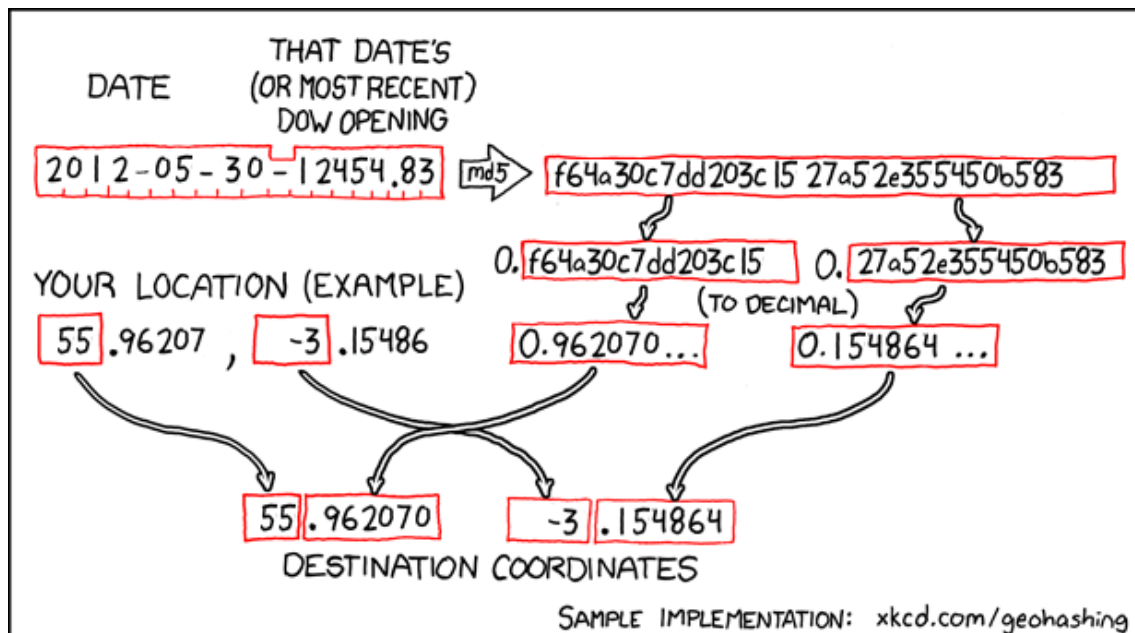 DATE
THAT DATE'S
(OR MOST RECENT)
DOW OPENING
2012-05-30-12454.83
md5
f64a30c7dd203c15 27a52e355450b583
0.f64a30c7dd203c15
0.27a52e355450b583
YOUR LOCATION (EXAMPLE)
(TO DECIMAL)
55.96207, -3.15486
0.962070...
0.154864 ...
55.962070
-3.154864
DESTINATION COORDINATES
SAMPLE IMPLEMENTATION: xkcd.com/geohashing